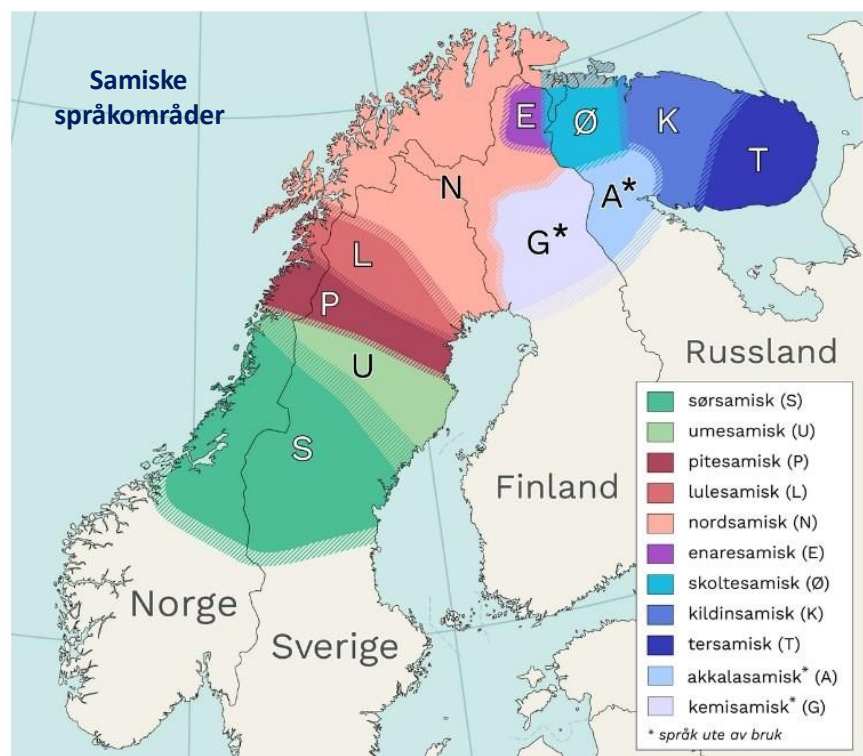 Samiske
språkområder
E
Ø
K
T
N
A*
G*
L
P
U
S
Russland
Finland
Norge
Sverige
sørsamisk (S)
umesamisk (U)
pitesamisk (P)
lulesamisk (L)
nordsamisk (N)
enaresamisk (E)
skoltesamisk (Ø)
kildinsamisk (K)
tersamisk (T)
akkalasamisk* (A)
kemisamisk* (G)
* språk ute av bruk